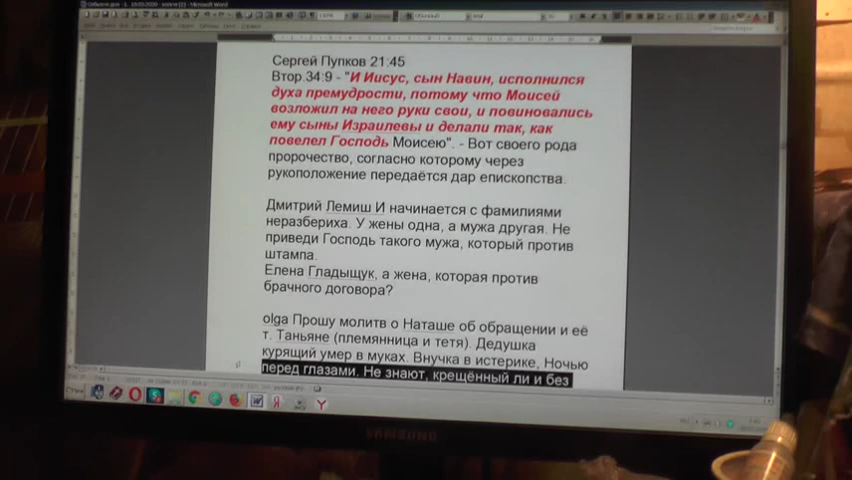 Microsoft Word
Сергей Пупков 21:45
Втор.34:9 - "И Иисус, сын Навин, исполнился
духа премудрости, потому что Моисей
возложил на него руки свои, и повиновались
ему сыны Израилевы и делали так, как
повелел Господь Моисею". - Вот своего рода
пророчество, согласно которому через
рукоположение передаётся дар епископства.
Дмитрий Лемиш И начинается с фамилиями
неразбериха. У жены одна, а мужа другая. Не
приведи Господь такого мужа, который против
штампа.
Елена Гладыщук, а жена, которая против
брачного договора?
olga Прошу молитв о Наташе об обращении и её
т. Таньяне (племянница и тетя). Дедушка
курящий умер в муках. Внучка в истерике, Ночью
перед глазами. Не знают, крещённый ли и без
SAMSUNG